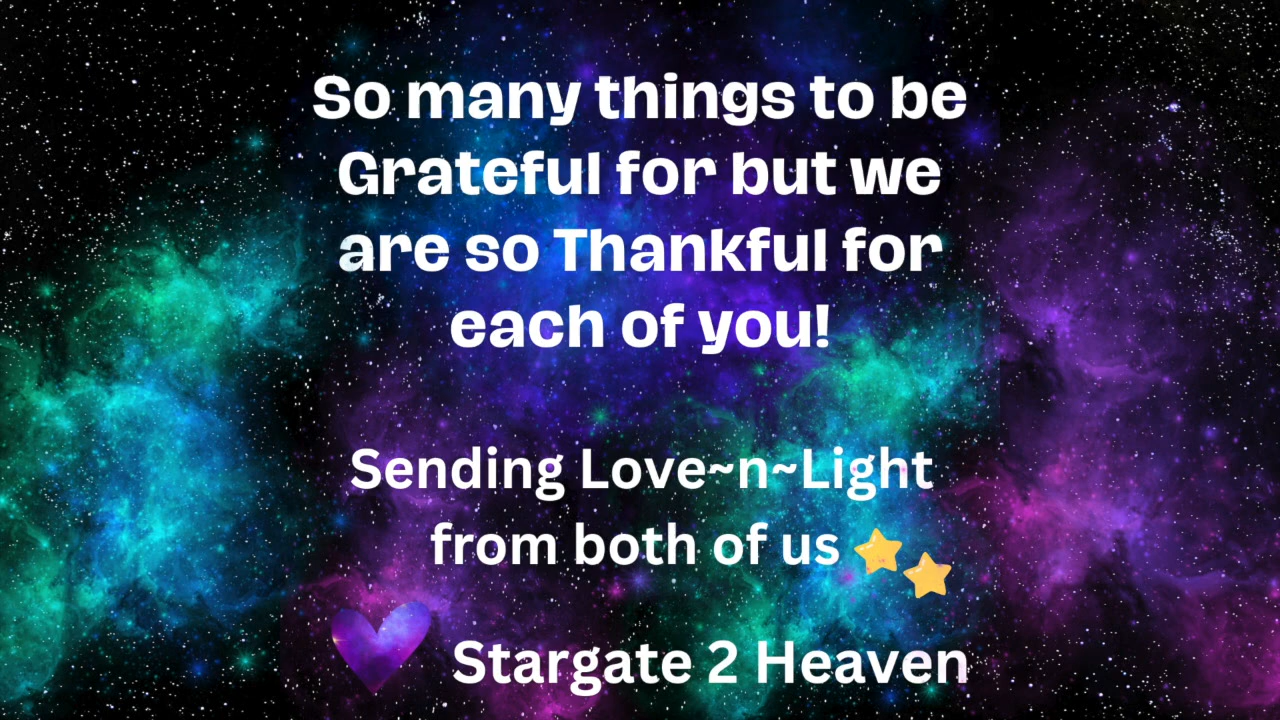 So many things to be
Grateful for but we
are so Thankful for
each of you!
Sending Love~n~Light
from both of us
Stargate 2 Heaven